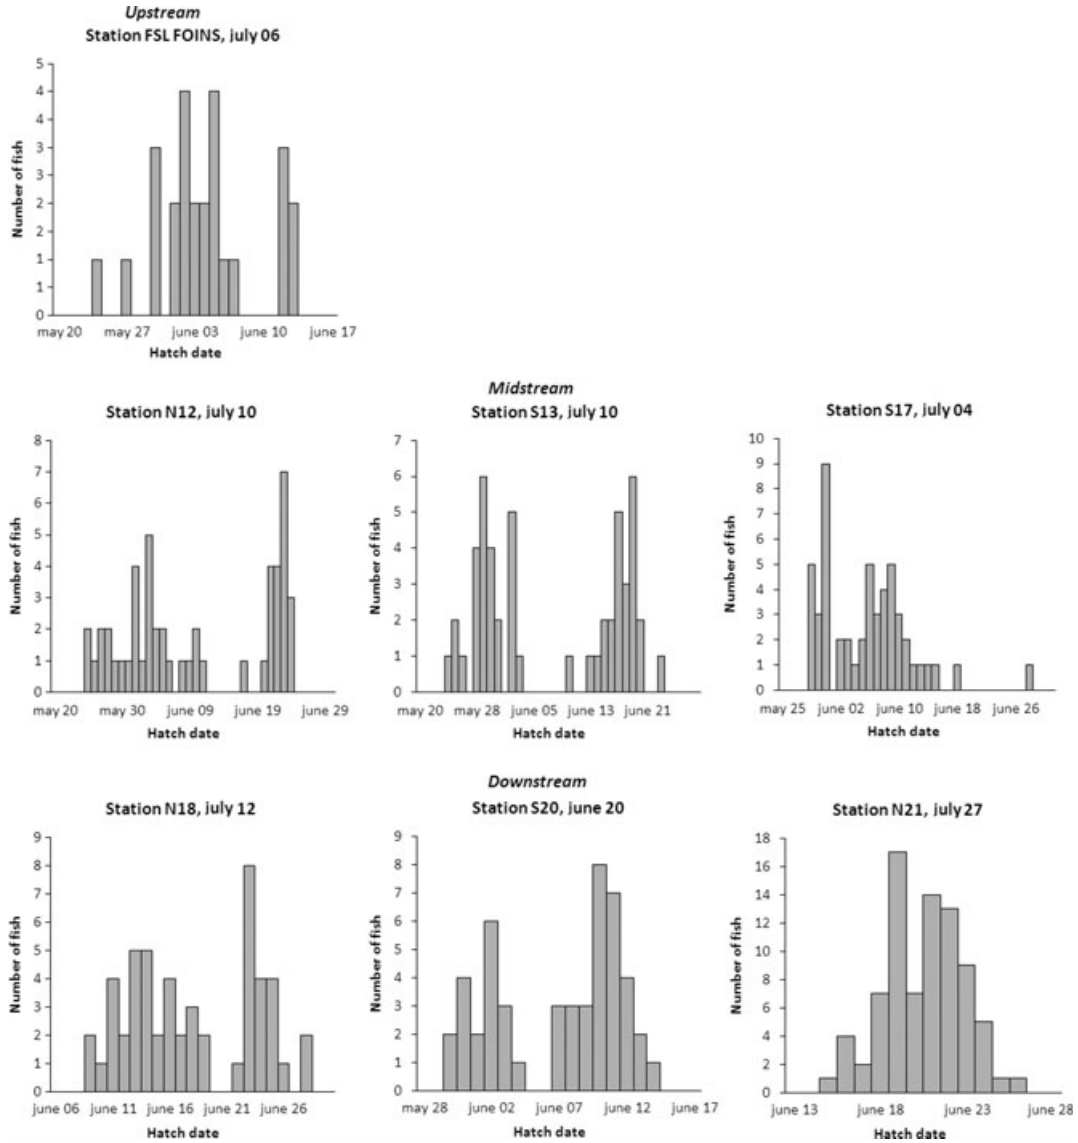 Upstream
Station FSL FOINS, july 06
Number of fish
5
4
4
3
3
2
2
1
1
0
may 20 may 27 june 03 june 10 june 17
Hatch date
Midstream
Station N12, july 10
Number of fish
8
7
6
5
4
3
2
1
0
may 20 may 30 june 09 june 19 june 29
Hatch date
Station S13, july 10
Number of fish
7
6
5
4
3
2
1
0
may 20 may 28 june 05 june 13 june 21
Hatch date
Station S17, july 04
Number of fish
10
9
8
7
6
5
4
3
2
1
0
may 25 june 02 june 10 june 18 june 26
Hatch date
Downstream
Station N18, july 12
Number of fish
9
8
7
6
5
4
3
2
1
0
june 06 june 11 june 16 june 21 june 26
Hatch date
Station S20, june 20
Number of fish
9
8
7
6
5
4
3
2
1
0
may 28 june 02 june 07 june 12 june 17
Hatch date
Station N21, july 27
Number of fish
18
16
14
12
10
8
6
4
2
0
june 13 june 18 june 23 june 28
Hatch date